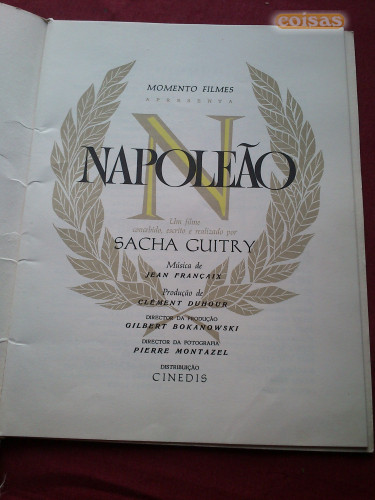 coisas
MOMENTO FILMES
APRESENTA
N
NAPOLEÃO
Um filme
concebido, escrito e realizado por
SACHA GUITRY
Música de
JEAN FRANÇAIX
Produção de
CLÉMENT DUHOUR
DIRECTOR DA PRODUÇÃO
GILBERT BOKANOWSKI
DIRECTOR DA FOTOGRAFIA
PIERRE MONTAZEL
DISTRIBUIÇÃO
CINEDIS